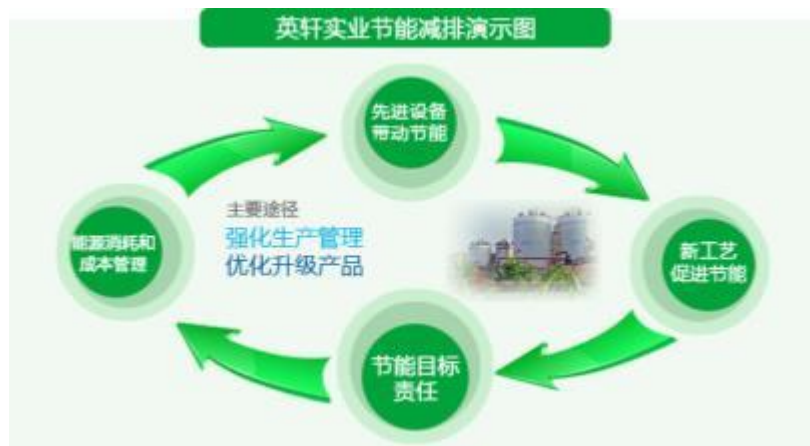 英轩实业节能减排演示图
先进设备
带动节能
主要途径
强化生产管理
优化升级产品
能源消耗和
成本管理
新工艺
促进节能
节能目标
责任